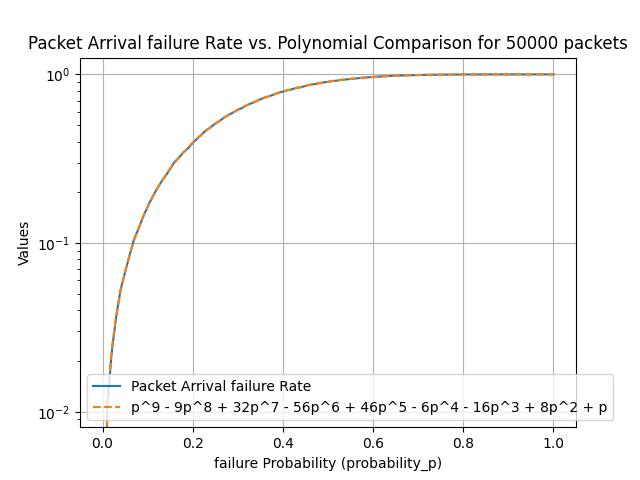 Packet Arrival failure Rate vs. Polynomial Comparison for 50000 packets
10^0
10^-1
10^-2
Values
Packet Arrival failure Rate
p^9 - 9p^8 + 32p^7 - 56p^6 + 46p^5 - 6p^4 - 16p^3 + 8p^2 + p
0.0 0.2 0.4 0.6 0.8 1.0
failure Probability (probability_p)